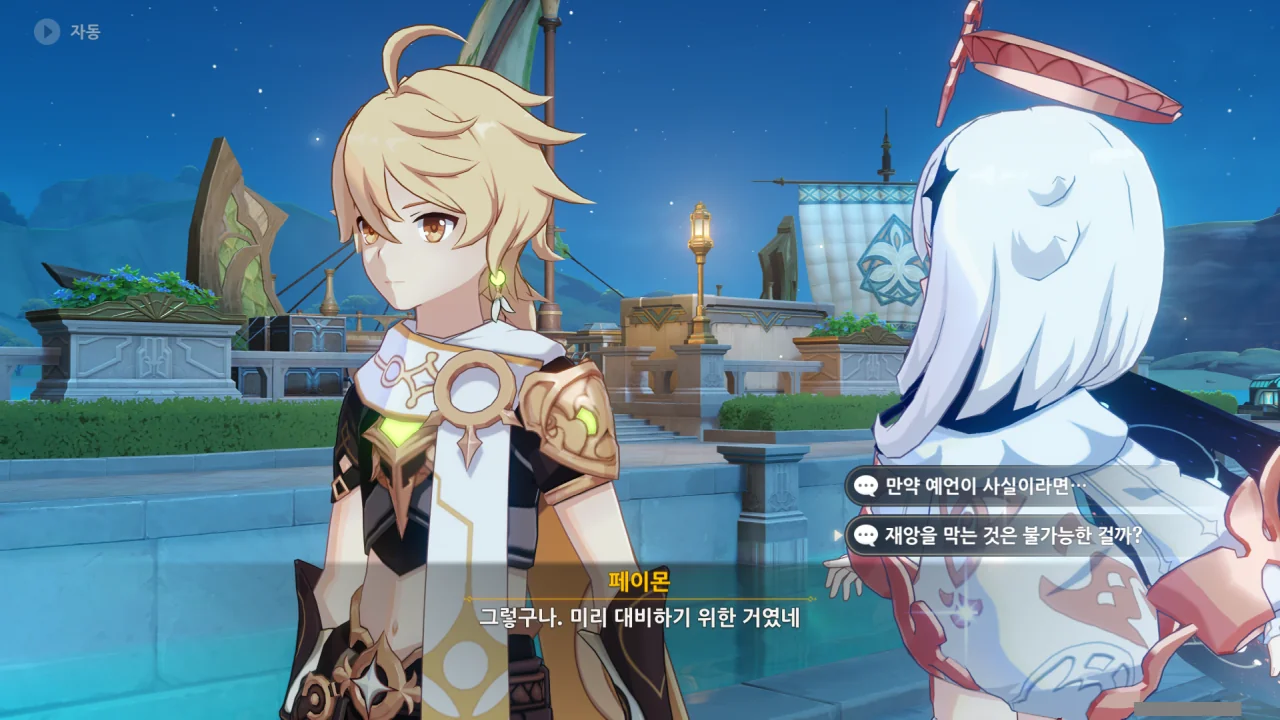 자동
만약 예언이 사실이라면…
재앙을 막는 것은 불가능한 걸까?
페이몬
그렇구나. 미리 대비하기 위한 거였네